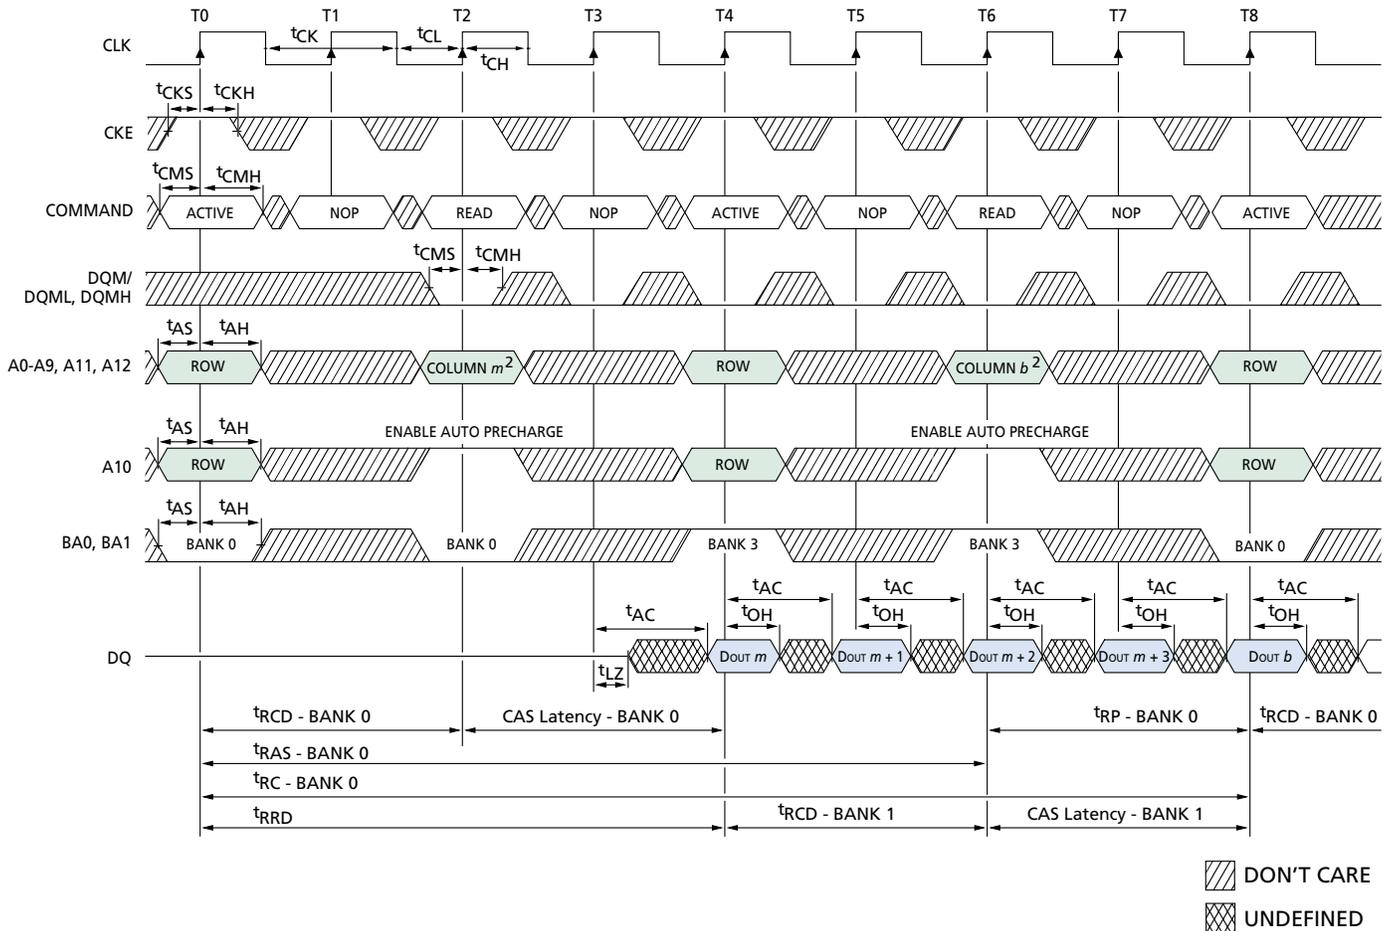 T0 T1 T2 T3 T4 T5 T6 T7 T8
CLK tCK tCL tCH
tCKS tCKH
CKE
tCMS tCMH
COMMAND ACTIVE NOP READ NOP ACTIVE NOP READ NOP ACTIVE
tCMS tCMH
DQM/
DQML, DQMH
tAS tAH
A0-A9, A11, A12 ROW COLUMN m2 ROW COLUMN b 2 ROW
tAS tAH ENABLE AUTO PRECHARGE ENABLE AUTO PRECHARGE
A10 ROW ROW ROW
tAS tAH
BA0, BA1 BANK 0 BANK 0 BANK 3 BANK 3 BANK 0
tAC tAC tAC tAC tAC
tAC tOH tOH tOH tOH tOH
DQ DOUT m DOUT m + 1 DOUT m + 2 DOUT m + 3 DOUT b
tLZ
tRCD - BANK 0 CAS Latency - BANK 0 tRP - BANK 0 tRCD - BANK 0
tRAS - BANK 0
tRC - BANK 0
tRRD tRCD - BANK 1 CAS Latency - BANK 1
DON'T CARE
UNDEFINED